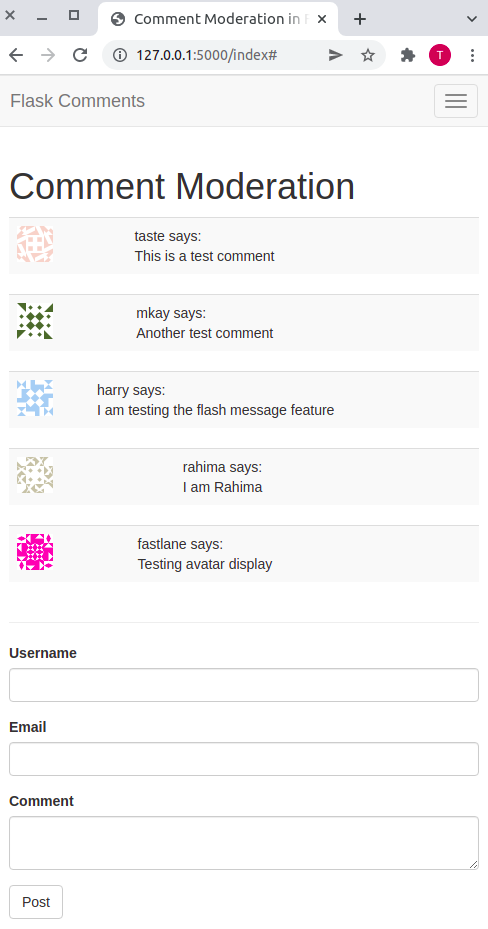 Comment Moderation in
127.0.0.1:5000/index#
T
Flask Comments
Comment Moderation
taste says:
This is a test comment
mkay says:
Another test comment
harry says:
I am testing the flash message feature
rahima says:
I am Rahima
fastlane says:
Testing avatar display
Username
Email
Comment
Post